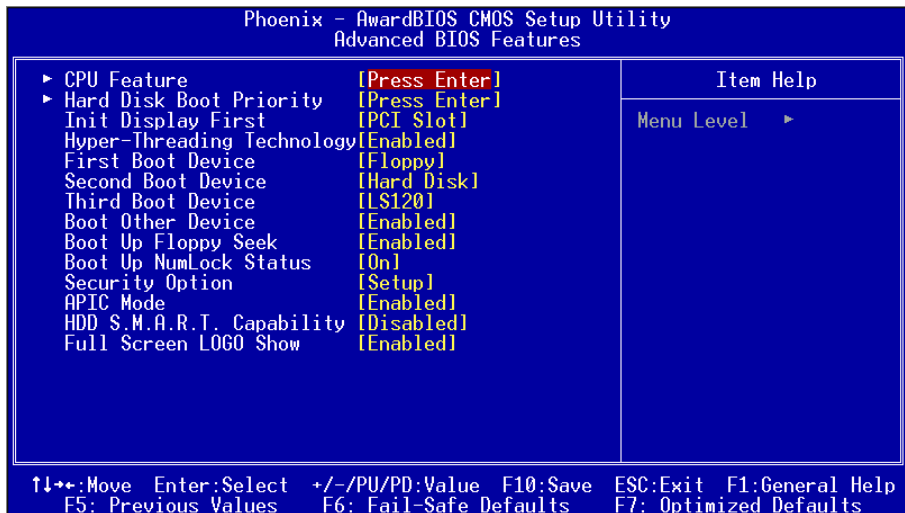 Phoenix - AwardBIOS CMOS Setup Utility
Advanced BIOS Features
► CPU Feature [Press Enter]
► Hard Disk Boot Priority [Press Enter]
Init Display First [PCI Slot]
Hyper-Threading Technology[Enabled]
First Boot Device [Floppy]
Second Boot Device [Hard Disk]
Third Boot Device [LS120]
Boot Other Device [Enabled]
Boot Up Floppy Seek [Enabled]
Boot Up NumLock Status [On]
Security Option [Setup]
APIC Mode [Enabled]
HDD S.M.A.R.T. Capability [Disabled]
Full Screen LOGO Show [Enabled]
Item Help
Menu Level ►
↑↓→←:Move Enter:Select +/-/PU/PD:Value F10:Save ESC:Exit F1:General Help
F5: Previous Values F6: Fail-Safe Defaults F7: Optimized Defaults